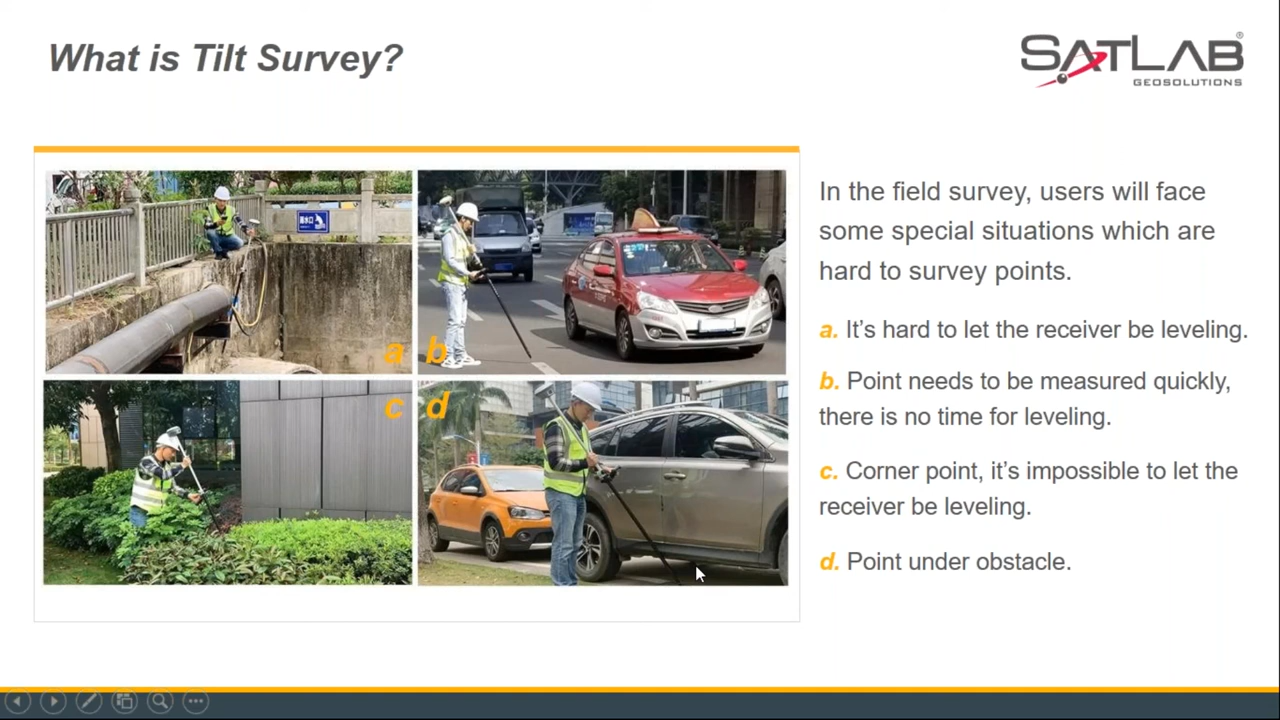 What is Tilt Survey?
SATLAB®
GEOSOLUTIONS
In the field survey, users will face
some special situations which are
hard to survey points.
a. It’s hard to let the receiver be leveling.
b. Point needs to be measured quickly,
there is no time for leveling.
c. Corner point, it’s impossible to let the
receiver be leveling.
d. Point under obstacle.
a
b
c
d